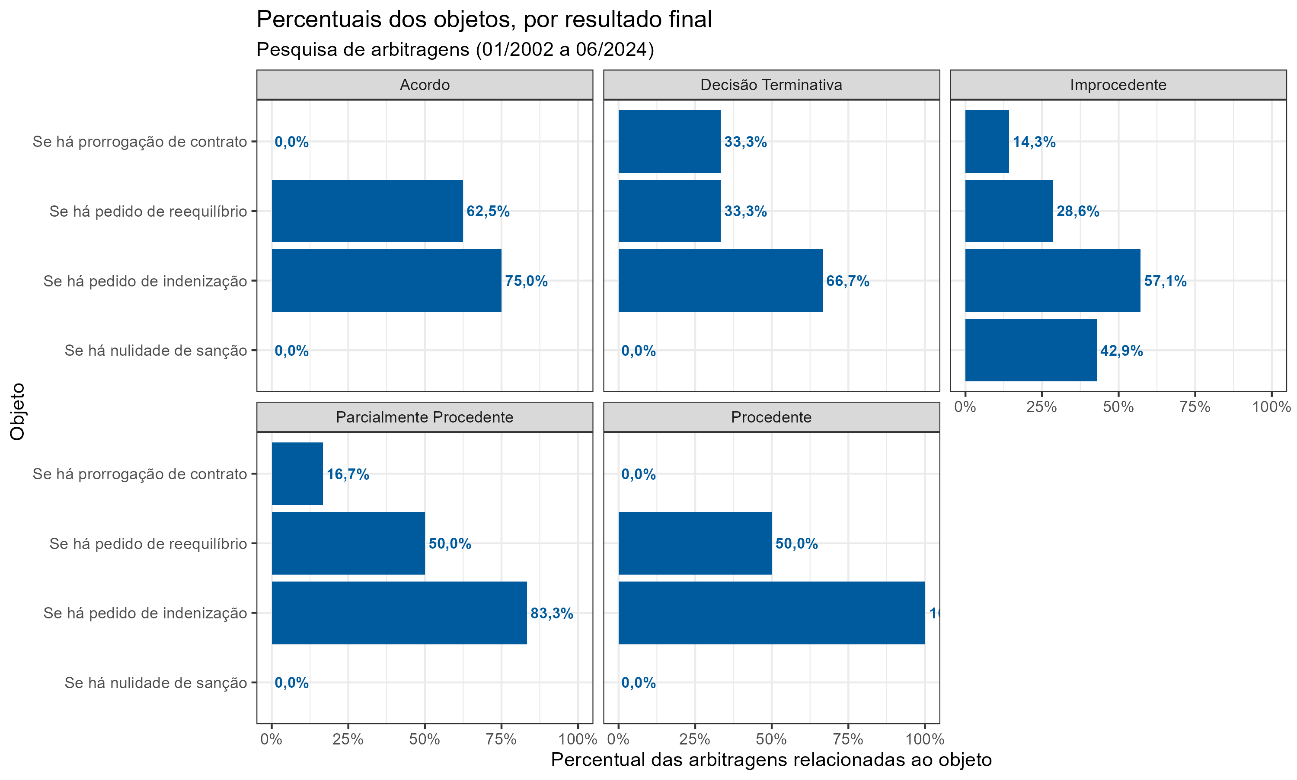 Percentuais dos objetos, por resultado final
Pesquisa de arbitragens (01/2002 a 06/2024)
Acordo
Decisão Terminativa
Improcedente
Se há prorrogação de contrato
0,0%
33,3%
14,3%
Se há pedido de reequilíbrio
62,5%
33,3%
28,6%
Se há pedido de indenização
75,0%
66,7%
57,1%
Se há nulidade de sanção
0,0%
0,0%
42,9%
0%
25%
50%
75%
100%
Objeto
Parcialmente Procedente
Procedente
Se há prorrogação de contrato
16,7%
0,0%
Se há pedido de reequilíbrio
50,0%
50,0%
Se há pedido de indenização
83,3%
Se há nulidade de sanção
0,0%
0,0%
0%
25%
50%
75%
100%
0%
25%
50%
75%
100%
Percentual das arbitragens relacionadas ao objeto